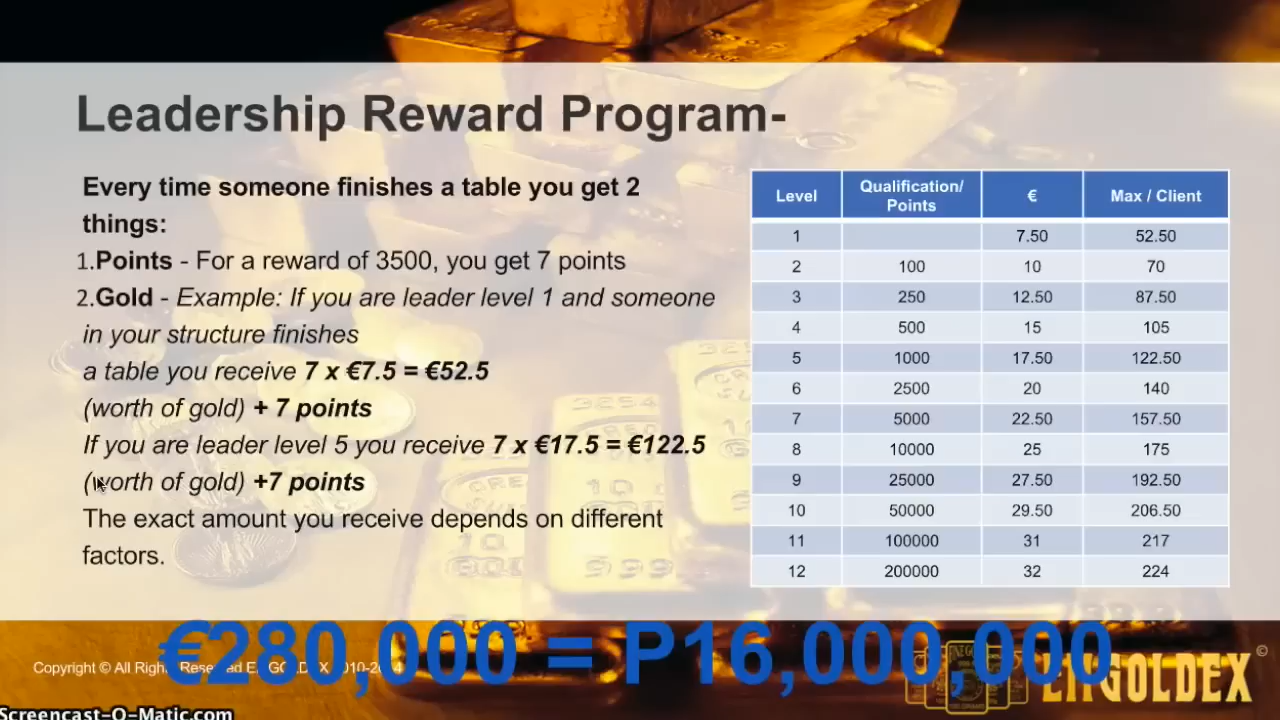 Leadership Reward Program-
Every time someone finishes a table you get 2
things:
1.Points - For a reward of 3500, you get 7 points
2.Gold - Example: If you are leader level 1 and someone
in your structure finishes
a table you receive 7 x €7.5 = €52.5
(worth of gold) + 7 points
If you are leader level 5 you receive 7 x €17.5 = €122.5
(worth of gold) +7 points
The exact amount you receive depends on different
factors.
Level Qualification/ Points € Max / Client
1 7.50 52.50
2 100 10 70
3 250 12.50 87.50
4 500 15 105
5 1000 17.50 122.50
6 2500 20 140
7 5000 22.50 157.50
8 10000 25 175
9 25000 27.50 192.50
10 50000 29.50 206.50
11 100000 31 217
12 200000 32 224
€280,000 = P16,000,000
Copyright © All Reserved
GOLDEX ©
Screencast-O-Matic.com